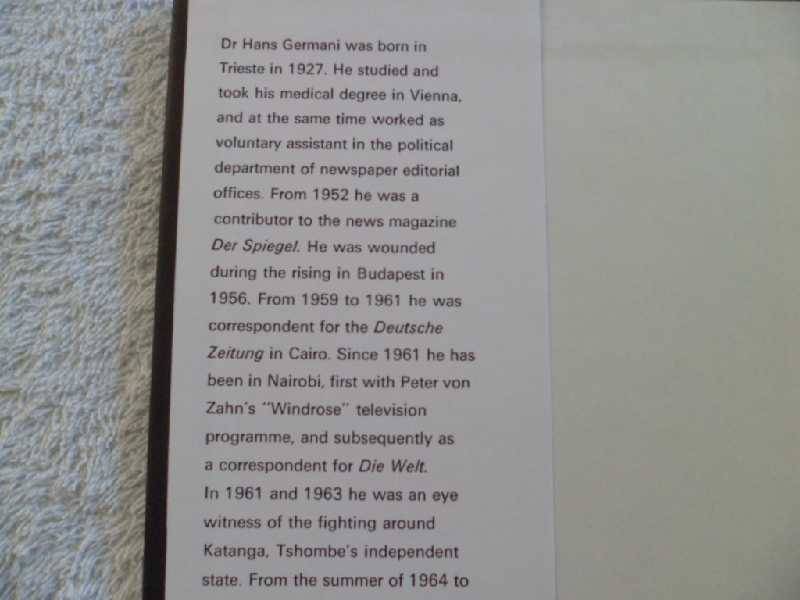 Dr Hans Germani was born in
Trieste in 1927. He studied and
took his medical degree in Vienna,
and at the same time worked as
voluntary assistant in the political
department of newspaper editorial
offices. From 1952 he was a
contributor to the news magazine
Der Spiegel. He was wounded
during the rising in Budapest in
1956. From 1959 to 1961 he was
correspondent for the Deutsche
Zeitung in Cairo. Since 1961 he has
been in Nairobi, first with Peter von
Zahn's "Windrose" television
programme, and subsequently as
a correspondent for Die Welt.
In 1961 and 1963 he was an eye
witness of the fighting around
Katanga, Tshombe's independent
state. From the summer of 1964 to